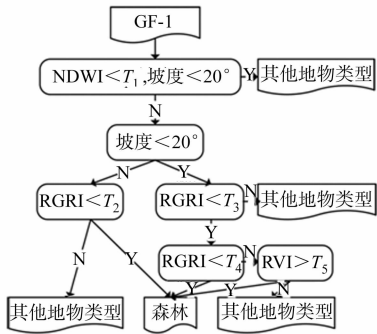 GF-1
NDWI<T1,坡度<20°
Y
其他地物类型
N
坡度<20°
N
Y
RGRI<T2
RGRI<T3
N
其他地物类型
Y
N
Y
RGRI<T4
N
RVI>T5
Y
Y
N
其他地物类型
森林
其他地物类型